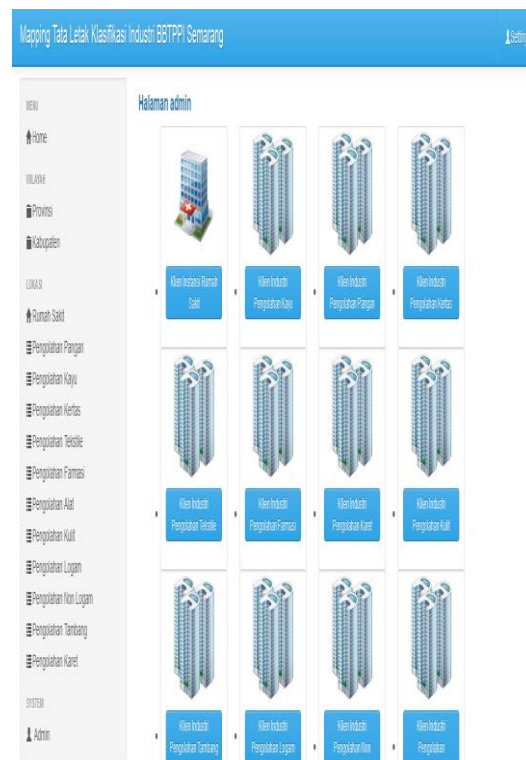 Mapping Tata Letak Klasifikasi Industri BBTPPI Semarang
Setting
MENU
Home
WILAYAH
Provinsi
Kabupaten
LOKASI
Rumah Sakit
Pengolahan Pangan
Pengolahan Kayu
Pengolahan Kertas
Pengolahan Tekstile
Pengolahan Farmasi
Pengolahan Alat
Pengolahan Kulit
Pengolahan Logam
Pengolahan Non Logam
Pengolahan Tambang
Pengolahan Karet
SYSTEM
Admin
Halaman admin
Klien Instansi Rumah
Sakit
Klien Industri
Pengolahan Kayu
Klien Industri
Pengolahan Pangan
Klien Industri
Pengolahan Kertas
Klien Industri
Pengolahan Tekstile
Klien Industri
Pengolahan Farmasi
Klien Industri
Pengolahan Karet
Klien Industri
Pengolahan Kulit
Klien Industri
Pengolahan Tambang
Klien Industri
Pengolahan Logam
Klien Industri
Pengolahan Non
Klien Industri
Pengolahan